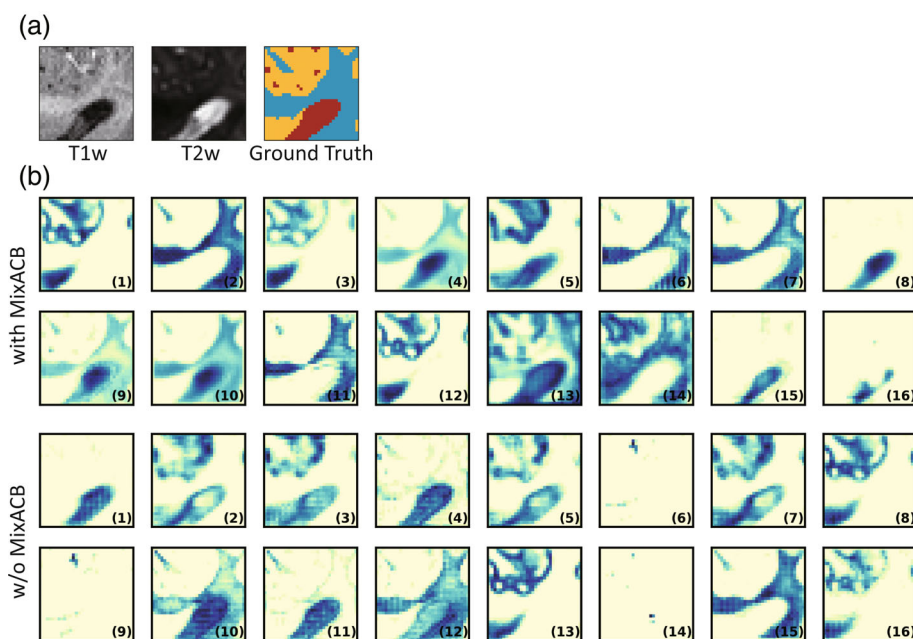 (a)
T1w T2w Ground Truth
(b)
with MixACB
(1) (2) (3) (4) (5) (6) (7) (8)
(9) (10) (11) (12) (13) (14) (15) (16)
w/o MixACB
(1) (2) (3) (4) (5) (6) (7) (8)
(9) (10) (11) (12) (13) (14) (15) (16)